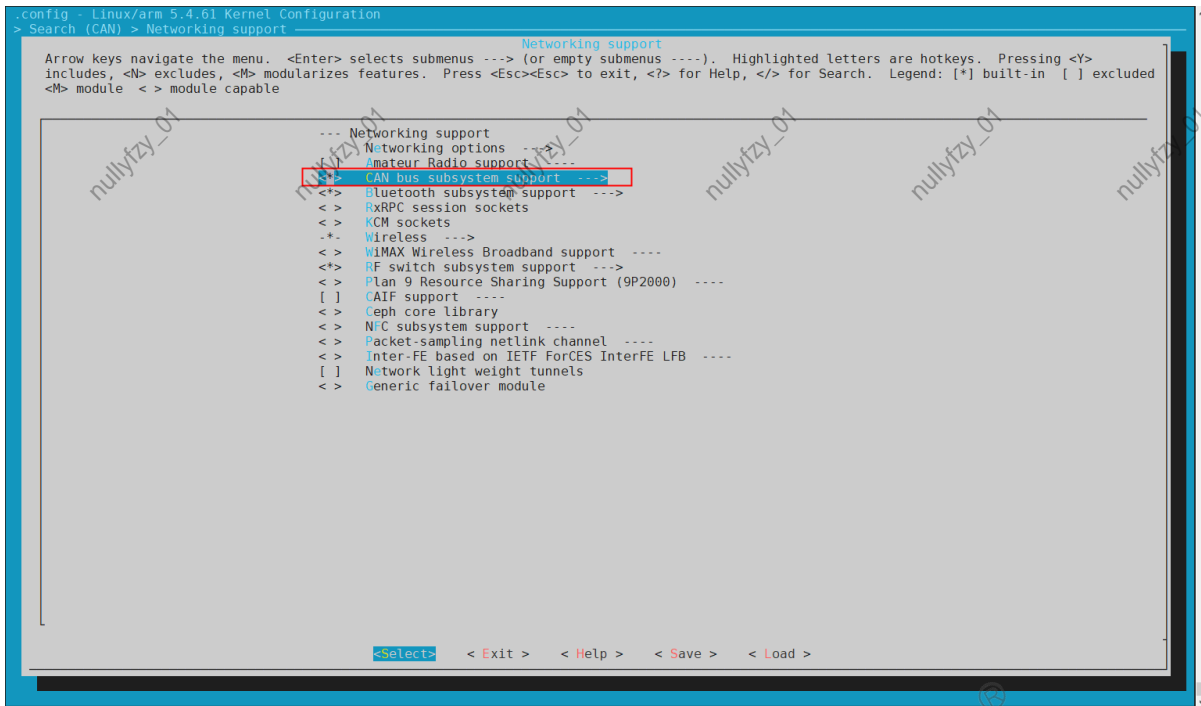 .config - Linux/arm 5.4.61 Kernel Configuration
> Search (CAN) > Networking support
Networking support
Arrow keys navigate the menu. <Enter> selects submenus ---> (or empty submenus ----). Highlighted letters are hotkeys. Pressing <Y>
includes, <N> excludes, <M> modularizes features. Press <Esc><Esc> to exit, <?> for Help, </> for Search. Legend: [*] built-in [ ] excluded
<M> module < > module capable
--- Networking support
Networking options --->
[ ] Amateur Radio support ----
<*> CAN bus subsystem support --->
<*> Bluetooth subsystem support --->
< > RxRPC session sockets
< > KCM sockets
-*- Wireless --->
< > WiMAX Wireless Broadband support ----
<*> RF switch subsystem support --->
< > Plan 9 Resource Sharing Support (9P2000) ----
[ ] CAIF support ----
< > Ceph core library
< > NFC subsystem support ----
< > Packet-sampling netlink channel ----
< > Inter-FE based on IETF ForCES InterFE LFB ----
[ ] Network light weight tunnels
< > Generic failover module
<Select> < Exit > < Help > < Save > < Load >
nullyfzy_01
nullyfzy_01
nullyfzy_01
nullyfzy_01
nullyfzy_01
®